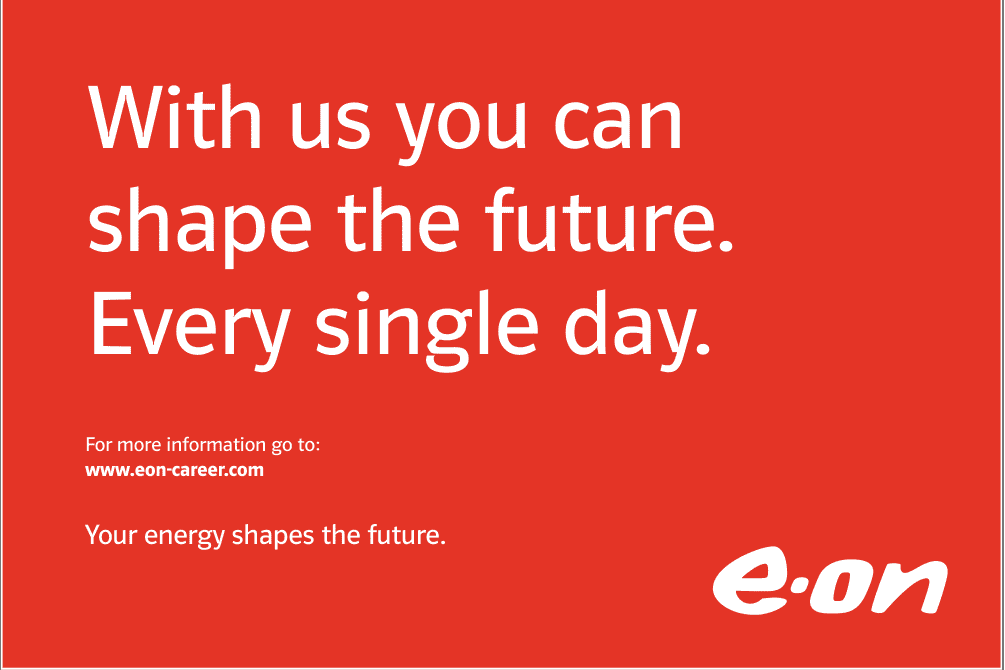 With us you can
shape the future.
Every single day.
For more information go to:
www.eon-career.com
Your energy shapes the future.
e·on